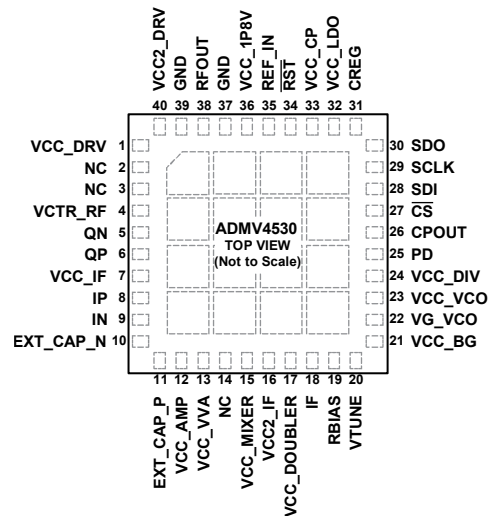 VCC2_DRV
GND
RFOUT
GND
VCC_1P8V
REF_IN
RST
VCC_CP
VCC_LDO
CREG
40 39 38 37 36 35 34 33 32 31
VCC_DRV 1
NC 2
NC 3
VCTR_RF 4
QN 5
QP 6
VCC_IF 7
IP 8
IN 9
EXT_CAP_N 10
ADMV4530
TOP VIEW
(Not to Scale)
30 SDO
29 SCLK
28 SDI
27 CS
26 CPOUT
25 PD
24 VCC_DIV
23 VCC_VCO
22 VG_VCO
21 VCC_BG
11 12 13 14 15 16 17 18 19 20
EXT_CAP_P
VCC_AMP
VCC_VVA
NC
VCC_MIXER
VCC2_IF
VCC_DOUBLER
IF
RBIAS
VTUNE